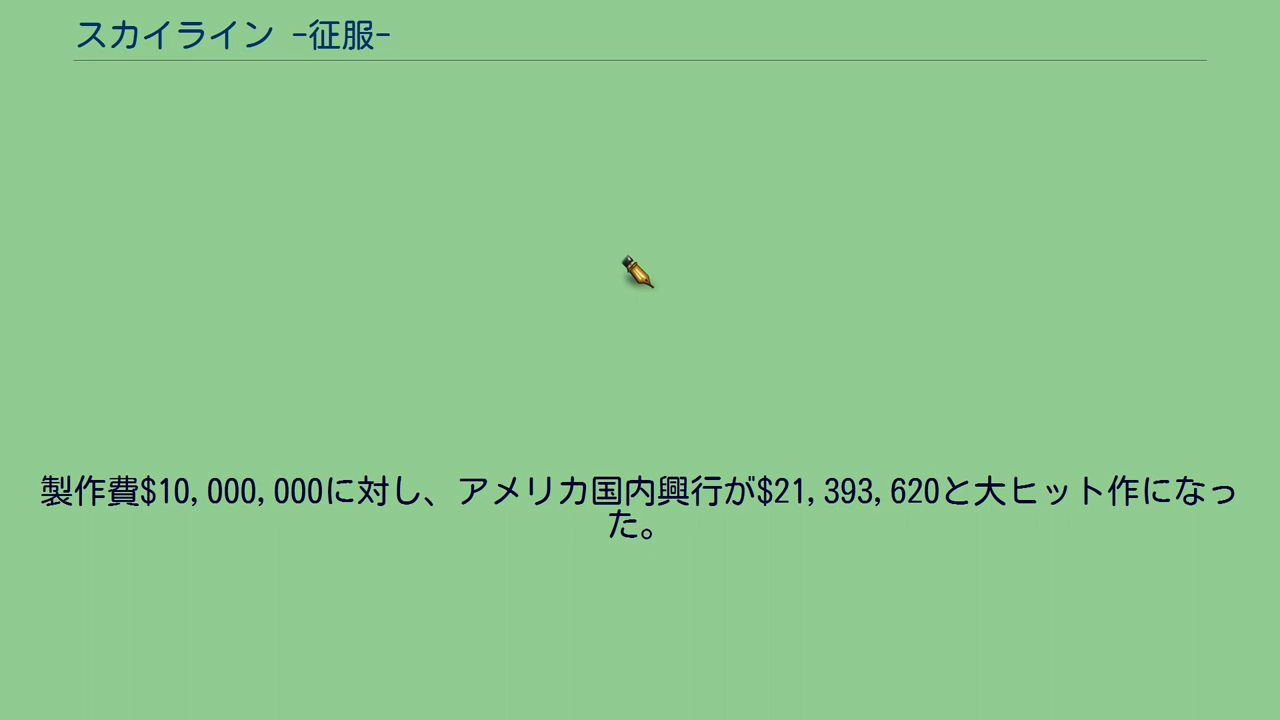 スカイライン -征服-
製作費$10,000,000に対し、アメリカ国内興行が$21,393,620と大ヒット作になっ
た。